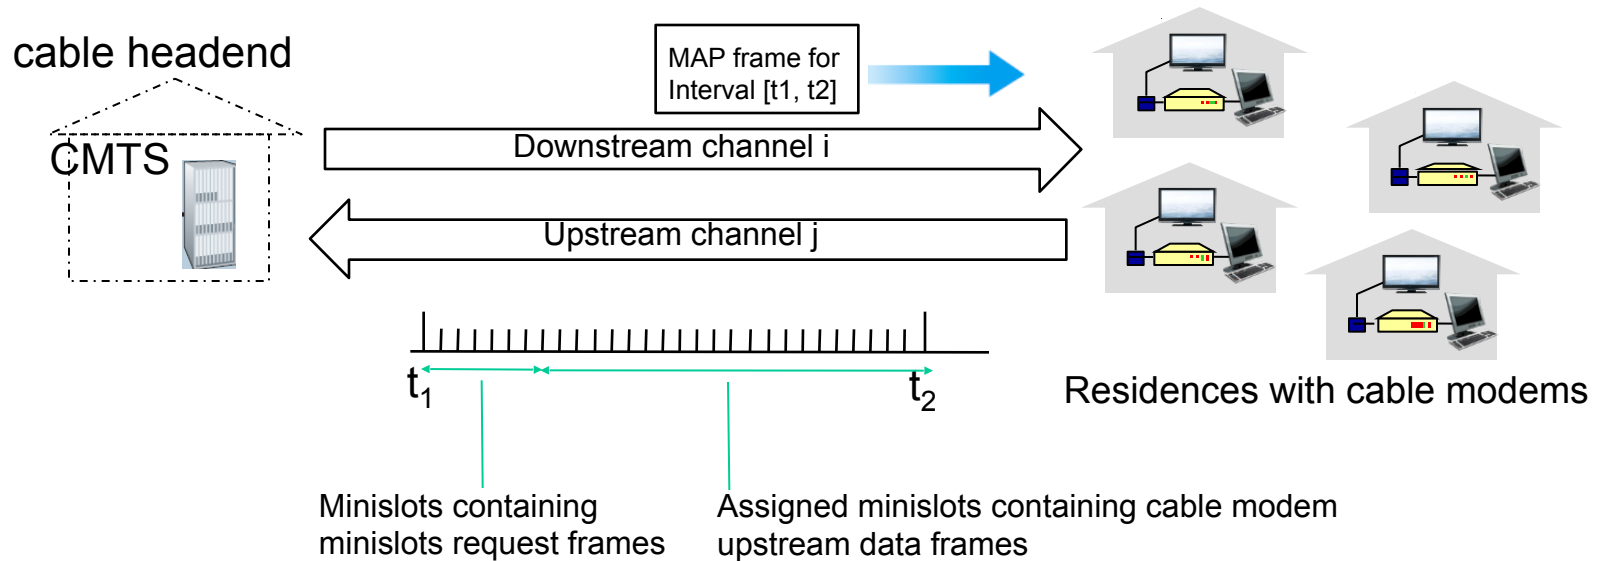 cable headend
CMTS
MAP frame for
Interval [t1, t2]
Downstream channel i
Upstream channel j
t1
t2
Residences with cable modems
Minislots containing
minislots request frames
Assigned minislots containing cable modem
upstream data frames